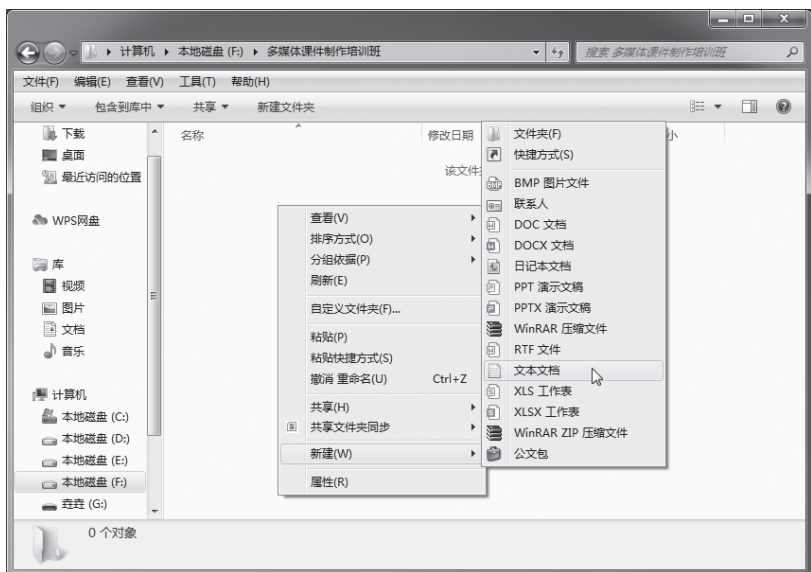 计算机 ▸ 本地磁盘 (F:) ▸ 多媒体课件制作培训班
搜索 多媒体课件制作培训班
文件(F) 编辑(E) 查看(V) 工具(T) 帮助(H)
组织 包含到库中 共享 新建文件夹
下载
桌面
最近访问的位置
WPS网盘
库
视频
图片
文档
音乐
计算机
本地磁盘 (C:)
本地磁盘 (D:)
本地磁盘 (E:)
本地磁盘 (F:)
垚垚 (G:)
名称 修改日期 小
该文件
查看(V)
排序方式(O)
分组依据(P)
刷新(E)
自定义文件夹(F)...
粘贴(P)
粘贴快捷方式(S)
撤消 重命名(U) Ctrl+Z
共享(H)
共享文件夹同步
新建(W)
属性(R)
文件夹(F)
快捷方式(S)
BMP 图片文件
联系人
DOC 文档
DOCX 文档
日记本文档
PPT 演示文稿
PPTX 演示文稿
WinRAR 压缩文件
RTF 文件
文本文档
XLS 工作表
XLSX 工作表
WinRAR ZIP 压缩文件
公文包
0 个对象